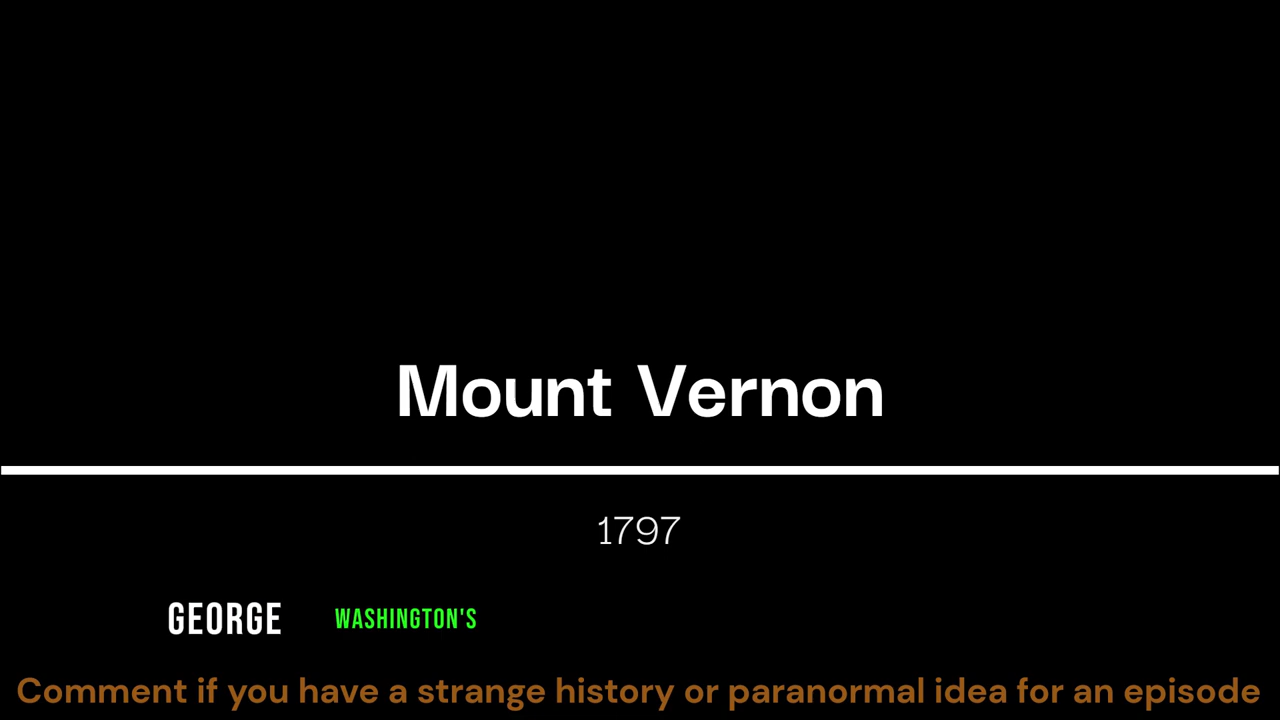 Mount Vernon
1797
GEORGE WASHINGTON'S
Comment if you have a strange history or paranormal idea for an episode